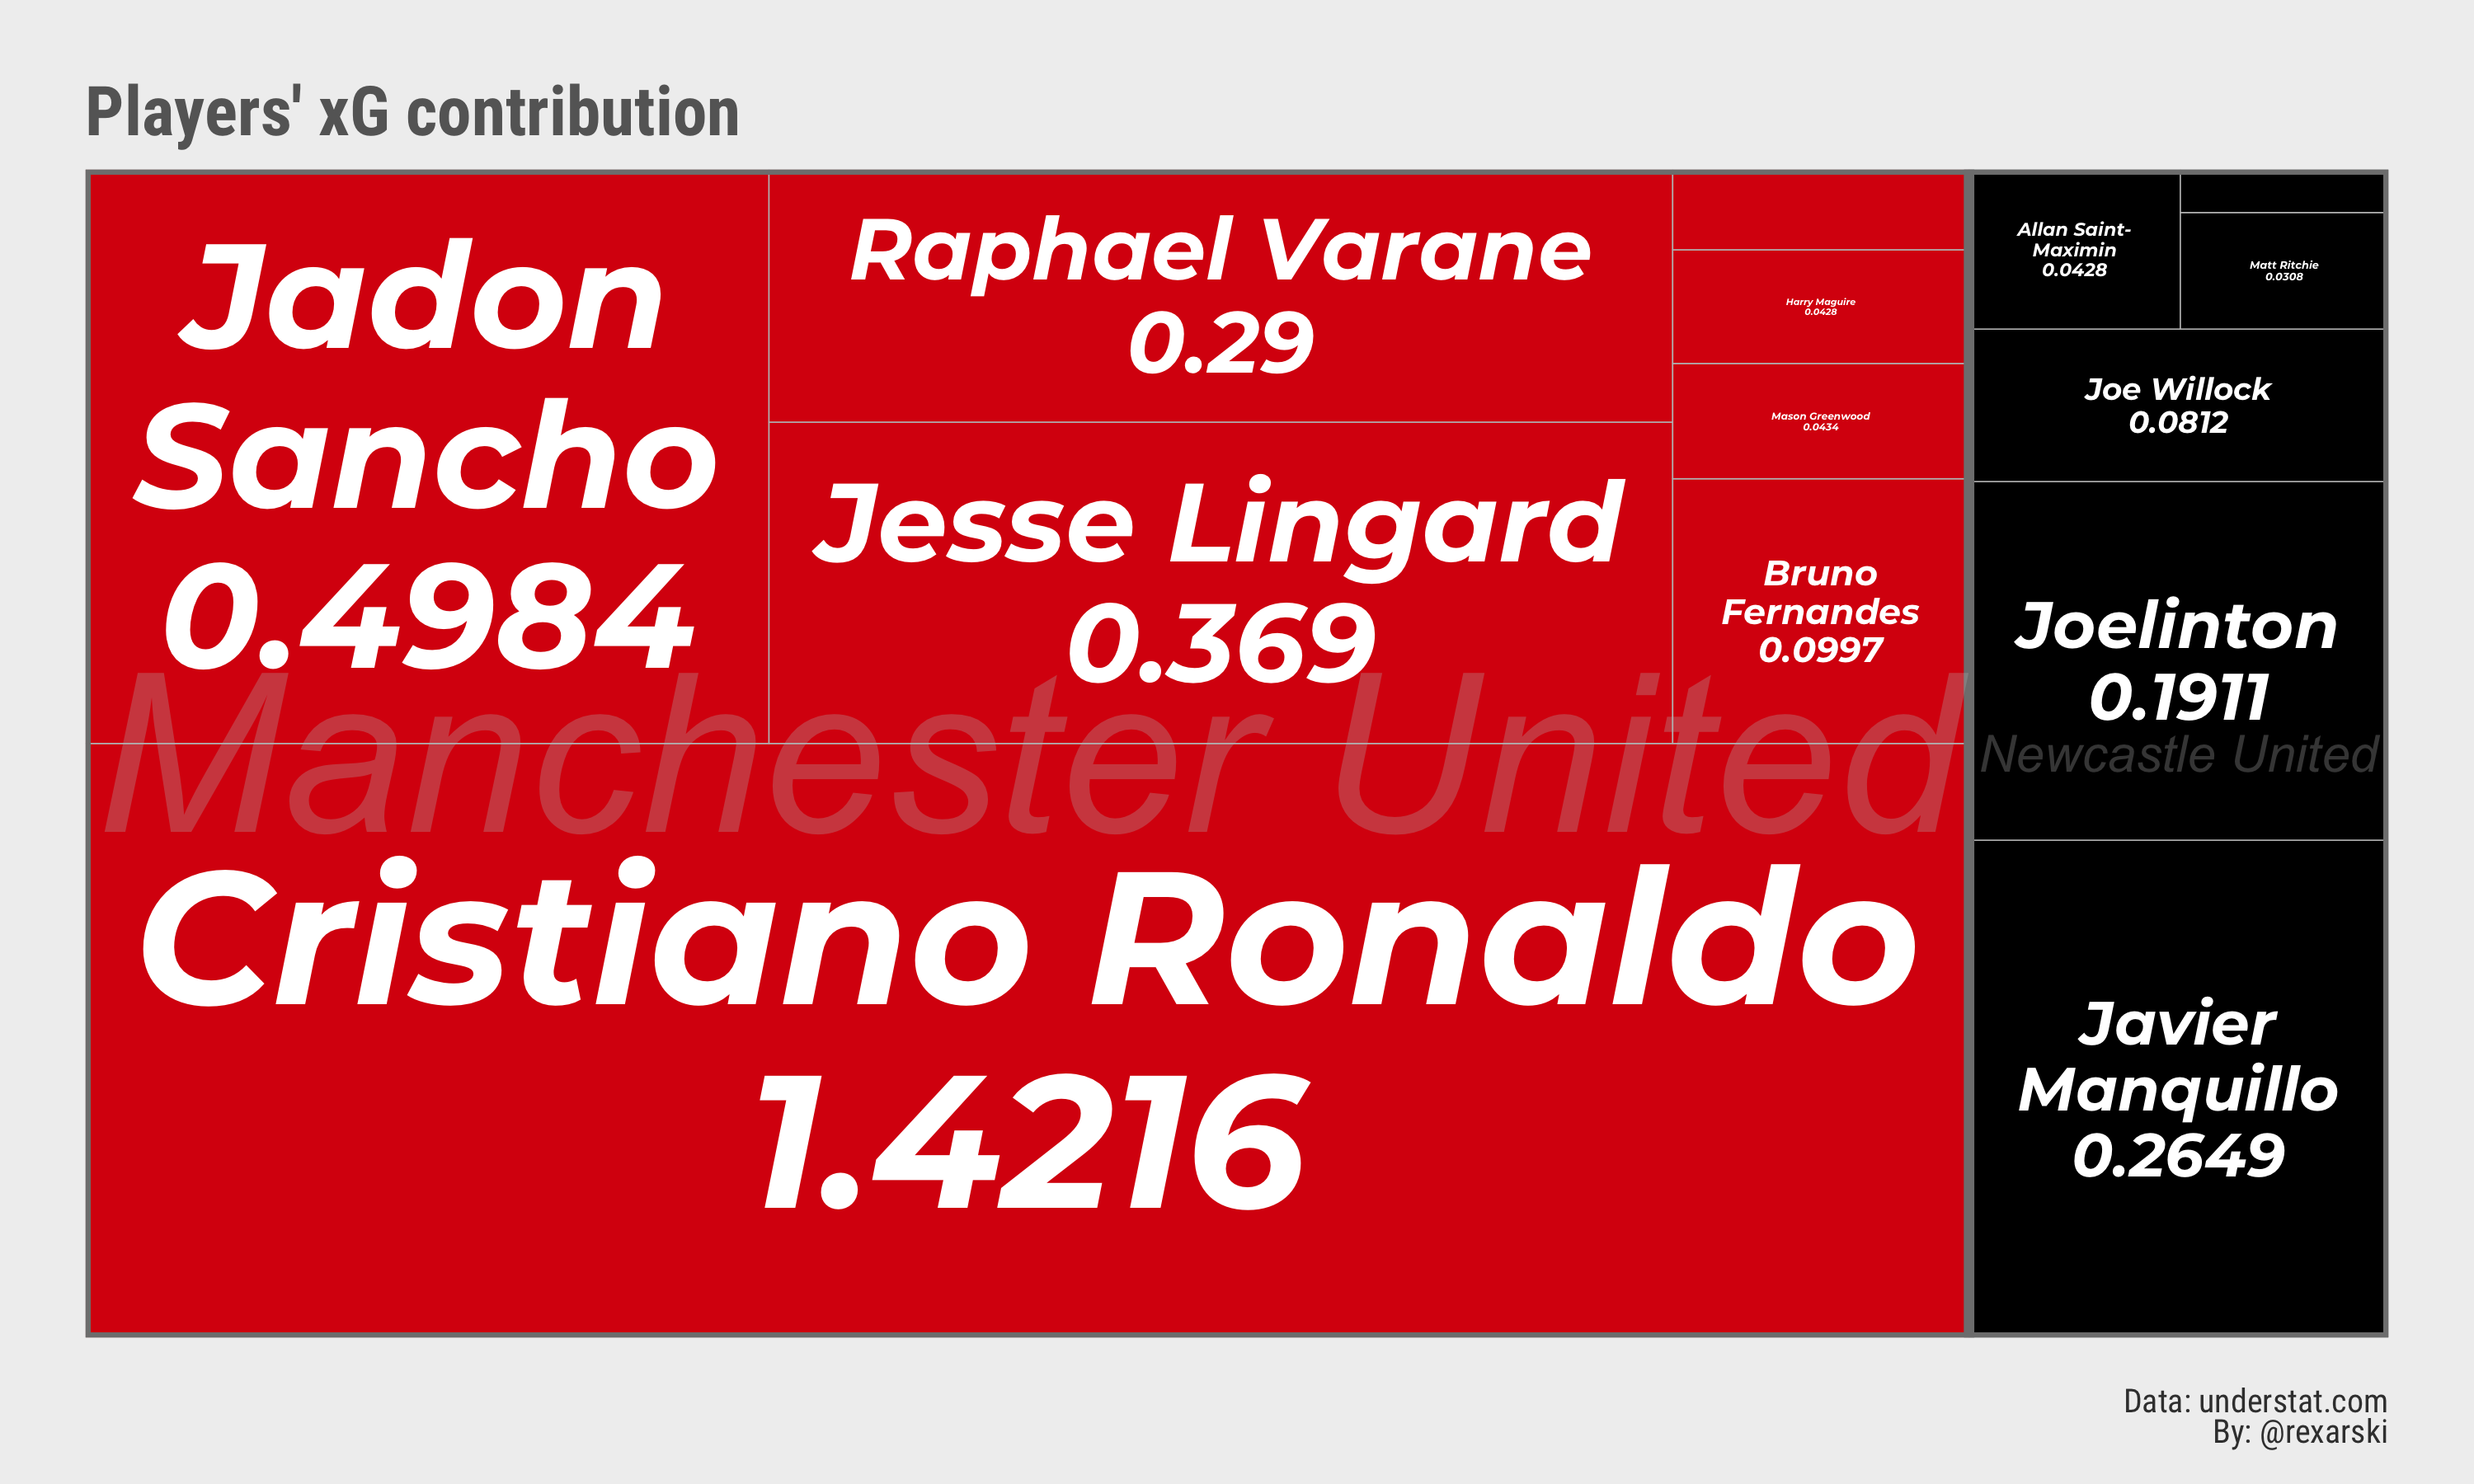 Players' xG contribution
Jadon
Sancho
0.4984
Raphael Varane
0.29
Jesse Lingard
0.369
Harry Maguire
0.0428
Mason Greenwood
0.0434
Bruno
Fernandes
0.0997
Manchester United
Cristiano Ronaldo
1.4216
Allan Saint-
Maximin
0.0428
Matt Ritchie
0.0308
Joe Willock
0.0812
Joelinton
0.1911
Newcastle United
Javier
Manquillo
0.2649
Data: understat.com
By: @rexarski